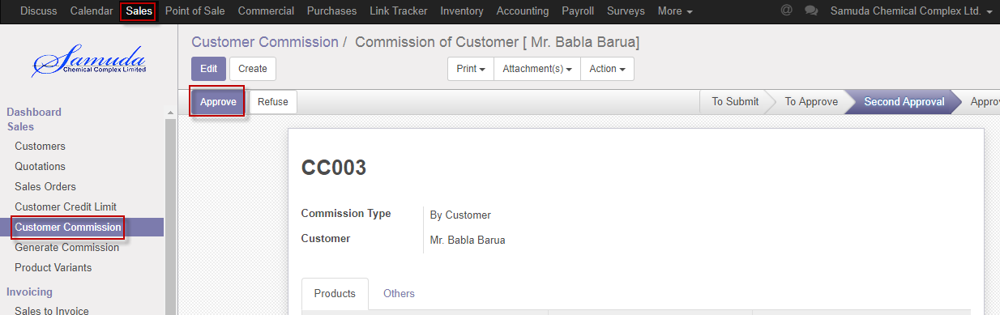 Discuss Calendar Sales Point of Sale Commercial Purchases Link Tracker Inventory Accounting Payroll Surveys More @ Samuda Chemical Complex Ltd.
Samuda
Chemical Complex Limited
Customer Commission / Commission of Customer [ Mr. Babla Barua]
Edit Create Print Attachment(s) Action
Approve Refuse To Submit To Approve Second Approval Approv
Dashboard
Sales
Customers
Quotations
Sales Orders
Customer Credit Limit
Customer Commission
Generate Commission
Product Variants
Invoicing
Sales to Invoice
CC003
Commission Type By Customer
Customer Mr. Babla Barua
Products Others